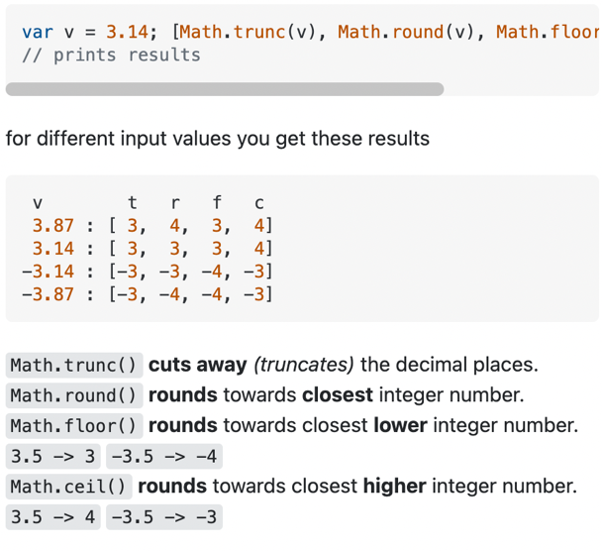 var v = 3.14; [Math.trunc(v), Math.round(v), Math.floor
// prints results
for different input values you get these results
v t r f c
3.87 : [ 3, 4, 3, 4]
3.14 : [ 3, 3, 3, 4]
-3.14 : [-3, -3, -4, -3]
-3.87 : [-3, -4, -4, -3]
Math.trunc() cuts away (truncates) the decimal places.
Math.round() rounds towards closest integer number.
Math.floor() rounds towards closest lower integer number.
3.5 -> 3 -3.5 -> -4
Math.ceil() rounds towards closest higher integer number.
3.5 -> 4 -3.5 -> -3